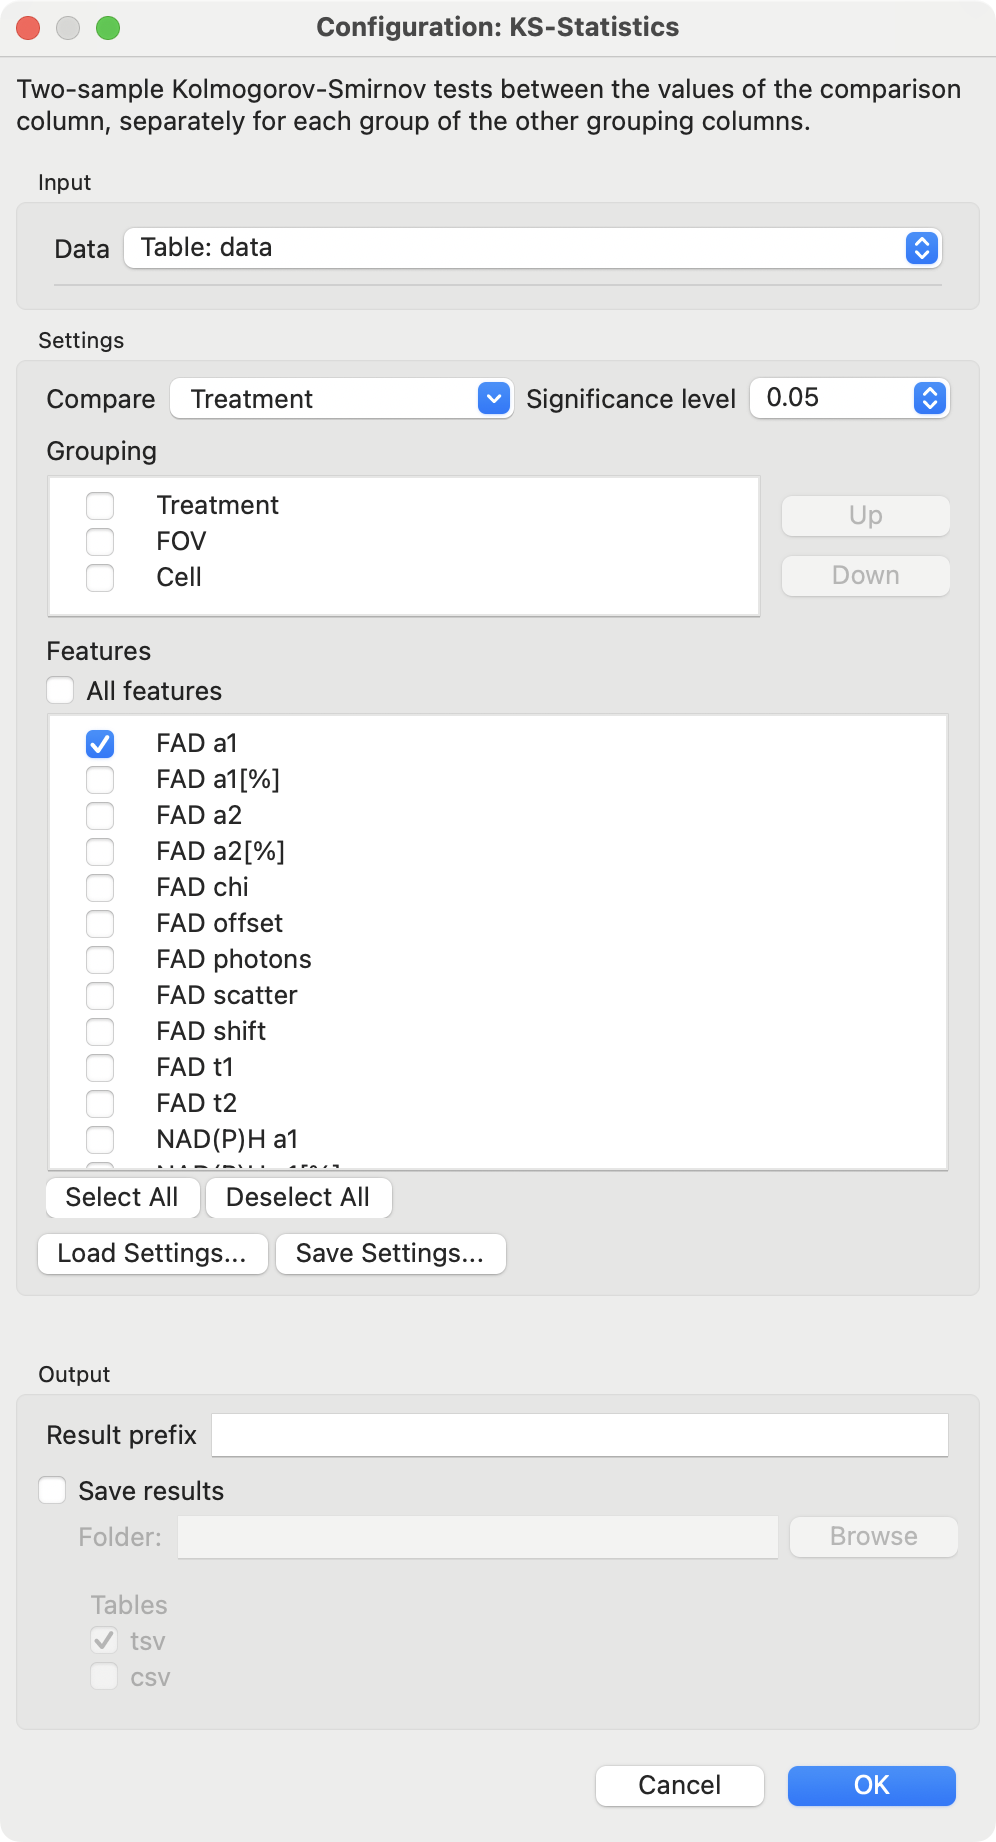 Configuration: KS-Statistics
Two-sample Kolmogorov-Smirnov tests between the values of the comparison
column, separately for each group of the other grouping columns.
Input
Data Table: data
Settings
Compare Treatment Significance level 0.05
Grouping
Treatment
FOV
Cell
Up
Down
Features
All features
FAD a1
FAD a1[%]
FAD a2
FAD a2[%]
FAD chi
FAD offset
FAD photons
FAD scatter
FAD shift
FAD t1
FAD t2
NAD(P)H a1
Select All Deselect All
Load Settings... Save Settings...
Output
Result prefix
Save results
Folder: Browse
Tables
tsv
csv
Cancel OK